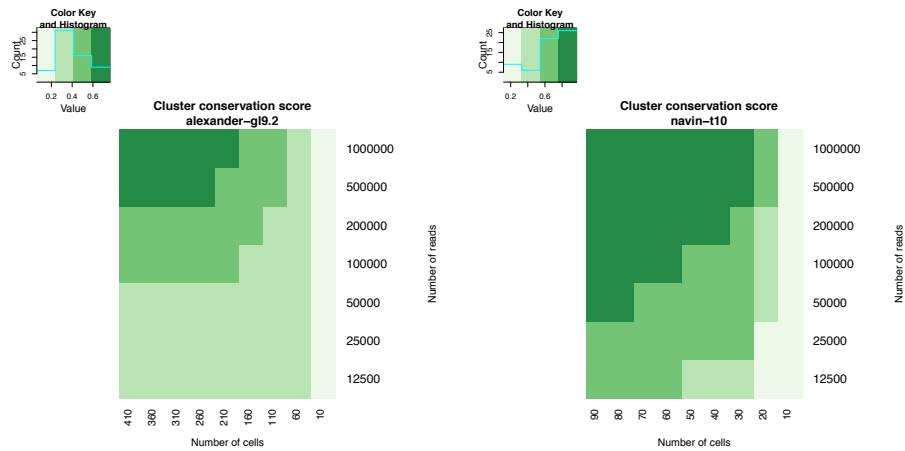 Color Key
and Histogram
Count
5 15 25
0.2 0.4 0.6
Value
Cluster conservation score
alexander−gl9.2
1000000
500000
200000
100000
50000
25000
12500
Number of reads
410 360 310 260 210 160 110 60 10
Number of cells
Color Key
and Histogram
Count
5 15 25
0.2 0.6
Value
Cluster conservation score
navin−t10
1000000
500000
200000
100000
50000
25000
12500
Number of reads
90 80 70 60 50 40 30 20 10
Number of cells